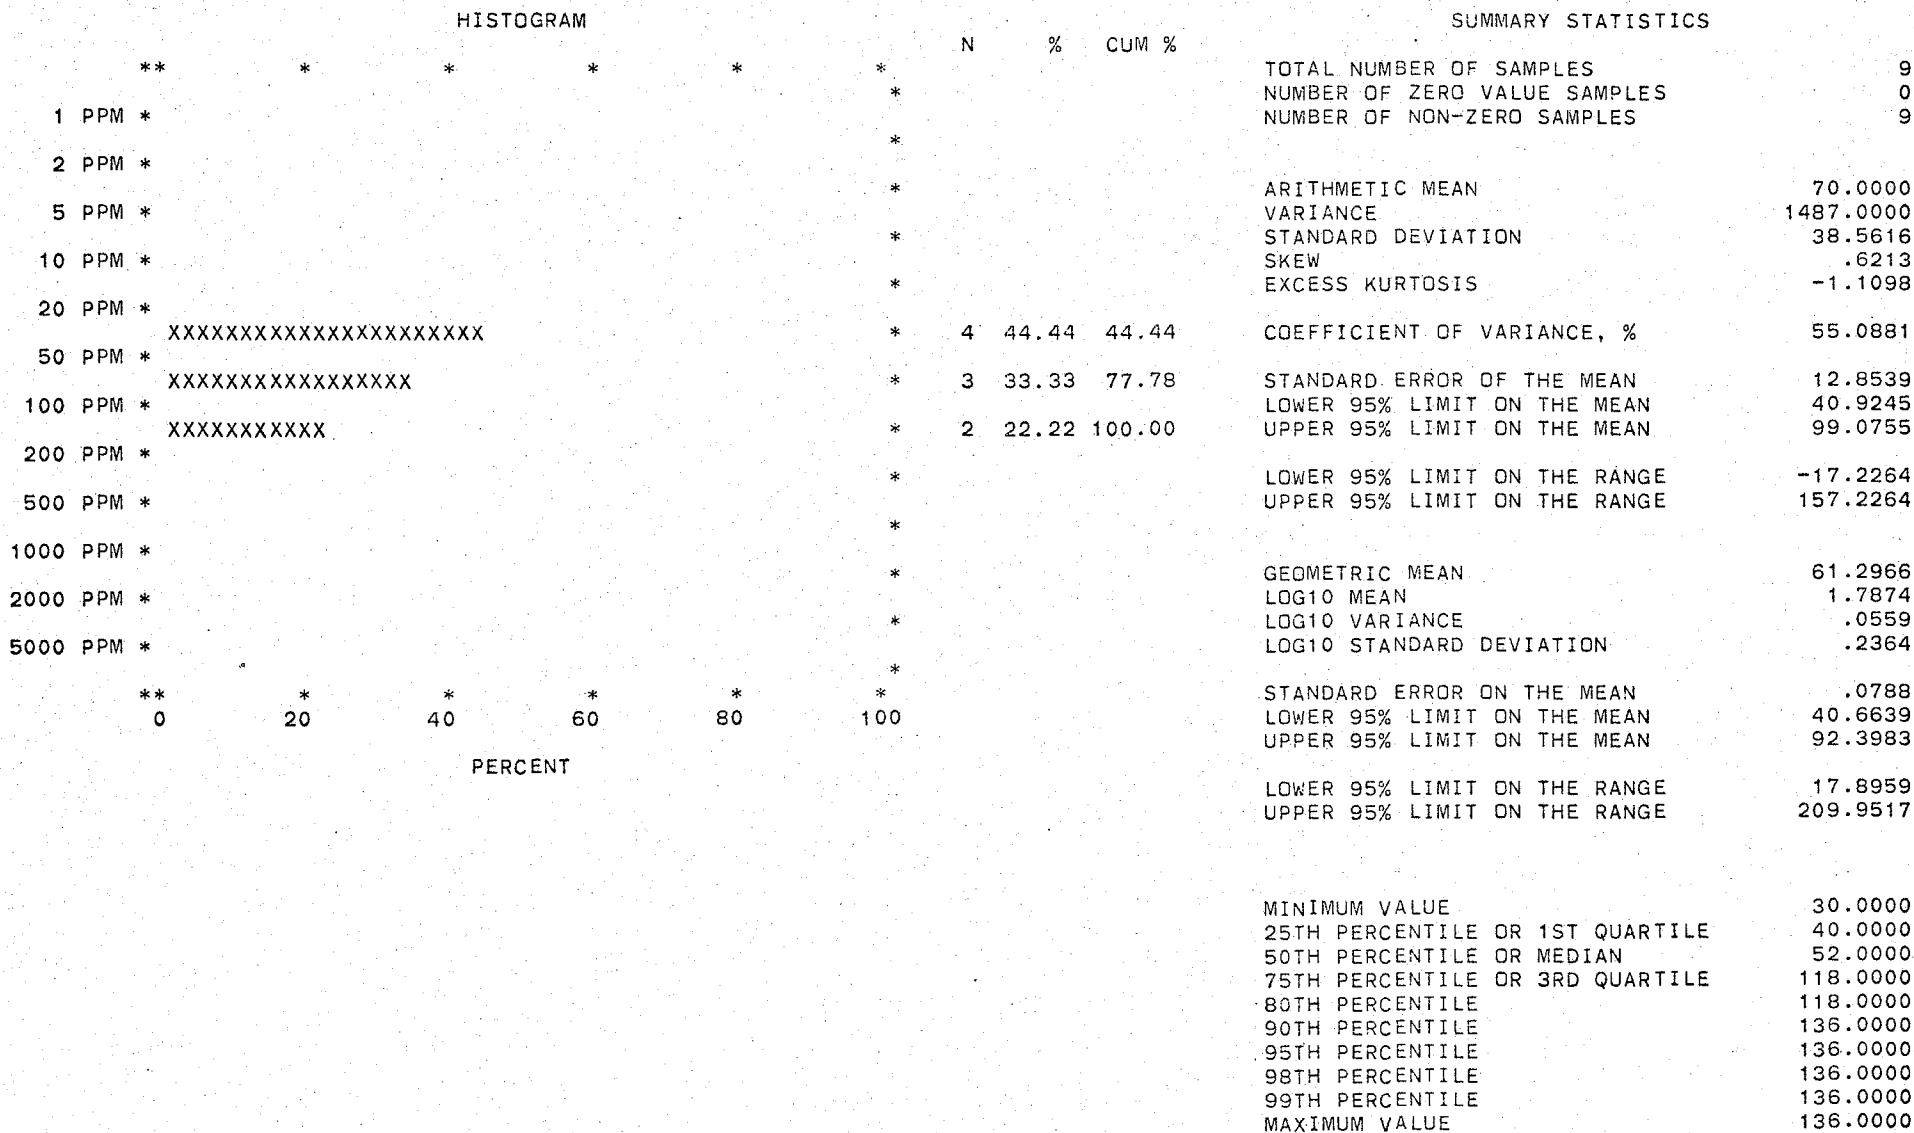 HISTOGRAM SUMMARY STATISTICS
N % CUM %
** * * * * * TOTAL NUMBER OF SAMPLES 9
* NUMBER OF ZERO VALUE SAMPLES 0
1 PPM * NUMBER OF NON-ZERO SAMPLES 9
*
2 PPM *
* ARITHMETIC MEAN 70.0000
5 PPM * VARIANCE 1487.0000
* STANDARD DEVIATION 38.5616
10 PPM * SKEW .6213
* EXCESS KURTOSIS -1.1098
20 PPM *
XXXXXXXXXXXXXXXXXXXXXX * 4 44.44 44.44 COEFFICIENT OF VARIANCE, % 55.0881
50 PPM *
XXXXXXXXXXXXXXXXX * 3 33.33 77.78 STANDARD ERROR OF THE MEAN 12.8539
100 PPM * LOWER 95% LIMIT ON THE MEAN 40.9245
XXXXXXXXXXX * 2 22.22 100.00 UPPER 95% LIMIT ON THE MEAN 99.0755
200 PPM *
* LOWER 95% LIMIT ON THE RANGE -17.2264
500 PPM * UPPER 95% LIMIT ON THE RANGE 157.2264
*
1000 PPM *
* GEOMETRIC MEAN 61.2966
2000 PPM * LOG10 MEAN 1.7874
* LOG10 VARIANCE .0559
5000 PPM * LOG10 STANDARD DEVIATION .2364
*
** * * * * * STANDARD ERROR ON THE MEAN .0788
0 20 40 60 80 100 LOWER 95% LIMIT ON THE MEAN 40.6639
UPPER 95% LIMIT ON THE MEAN 92.3983
PERCENT
LOWER 95% LIMIT ON THE RANGE 17.8959
UPPER 95% LIMIT ON THE RANGE 209.9517
MINIMUM VALUE 30.0000
25TH PERCENTILE OR 1ST QUARTILE 40.0000
50TH PERCENTILE OR MEDIAN 52.0000
75TH PERCENTILE OR 3RD QUARTILE 118.0000
80TH PERCENTILE 118.0000
90TH PERCENTILE 136.0000
95TH PERCENTILE 136.0000
98TH PERCENTILE 136.0000
99TH PERCENTILE 136.0000
MAXIMUM VALUE 136.0000